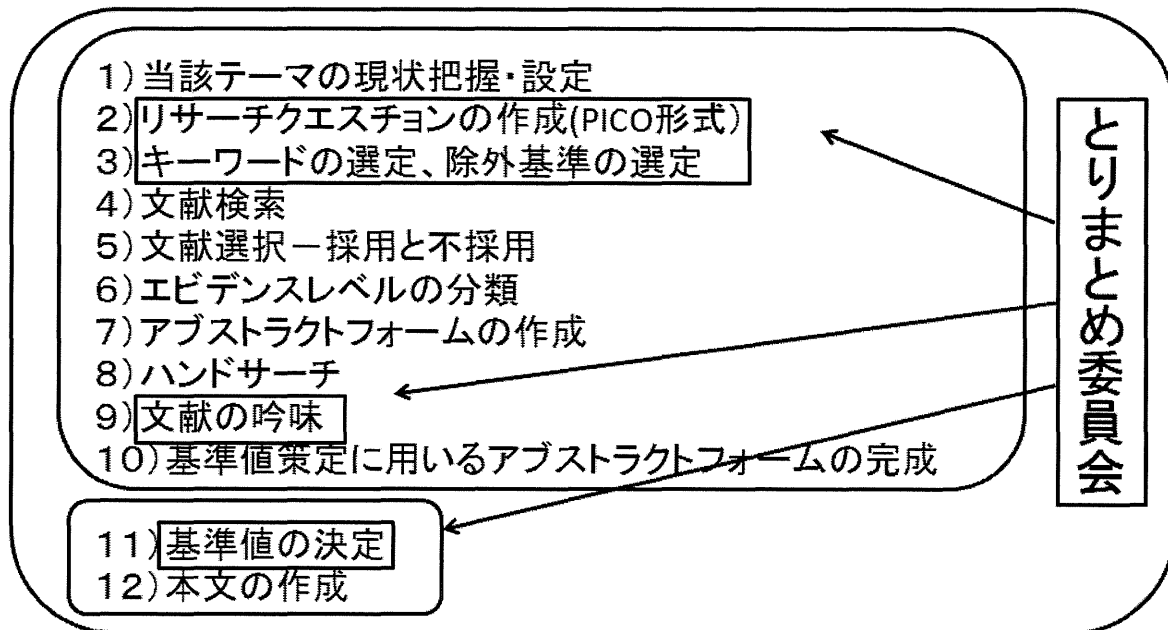 1)当該テーマの現状把握・設定
2)リサーチクエスチョンの作成(PICO形式)
3)キーワードの選定、除外基準の選定
4)文献検索
5)文献選択－採用と不採用
6)エビデンスレベルの分類
7)アブストラクトフォームの作成
8)ハンドサーチ
9)文献の吟味
10)基準値策定に用いるアブストラクトフォームの完成
11)基準値の決定
12)本文の作成
とりまとめ委員会